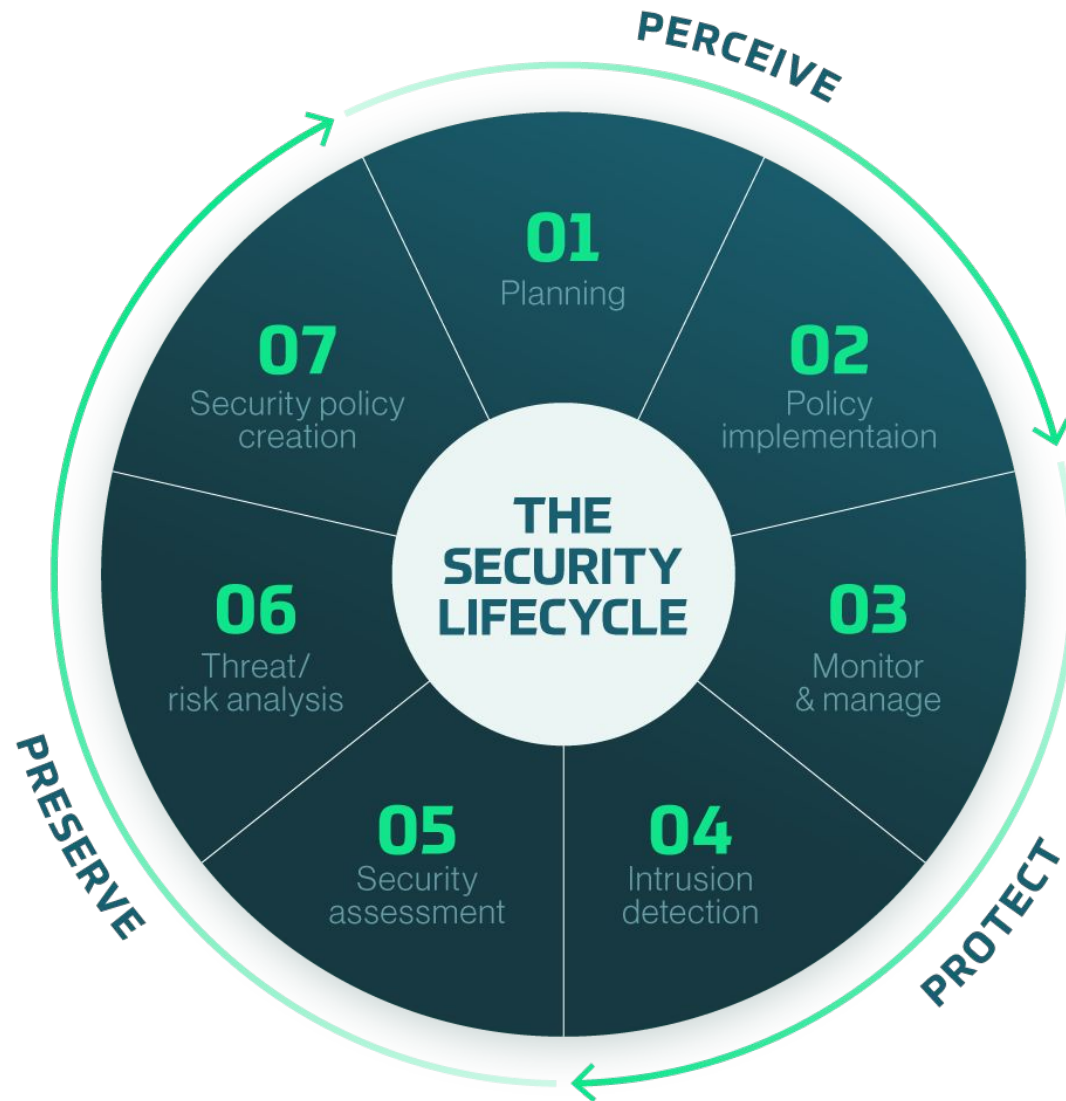 PERCEIVE
01
Planning
02
Policy
implementaion
03
Monitor
& manage
04
Intrusion
detection
05
Security
assessment
06
Threat/
risk analysis
07
Security policy
creation
THE
SECURITY
LIFECYCLE
PROTECT
PRESERVE